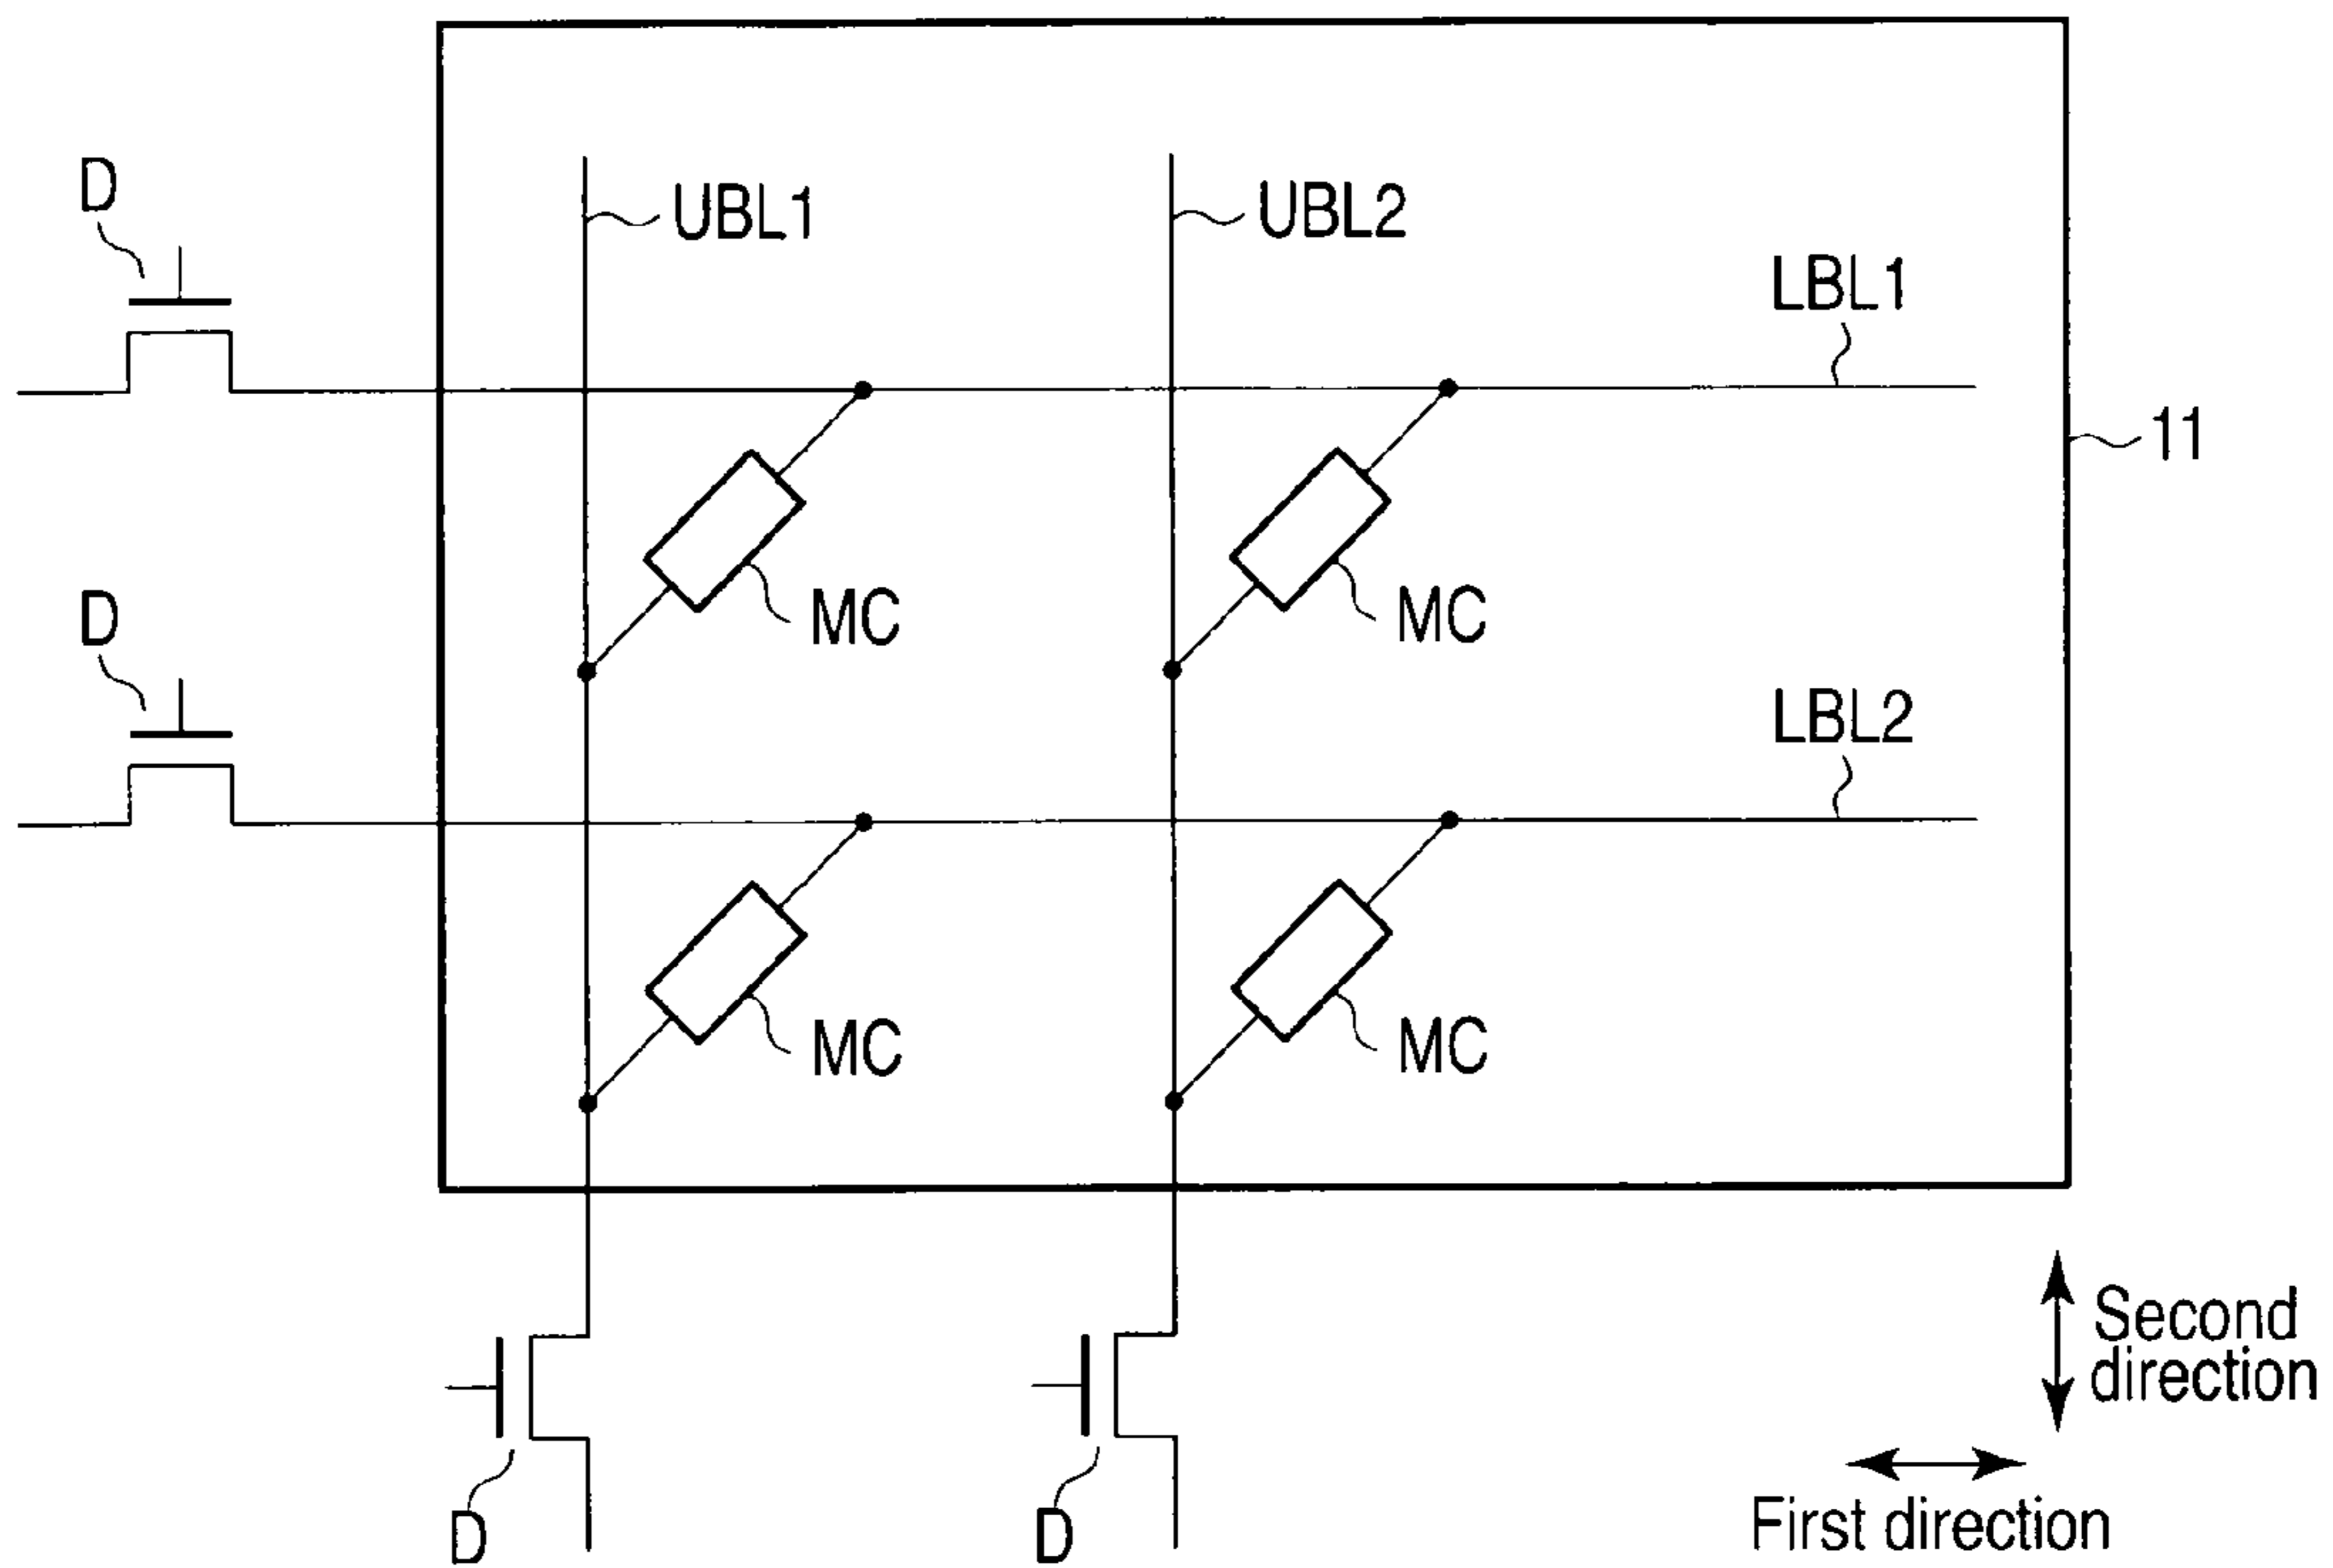 D
UBL1
UBL2
LBL1
11
D
MC
MC
LBL2
MC
MC
Second
direction
D
D
First direction